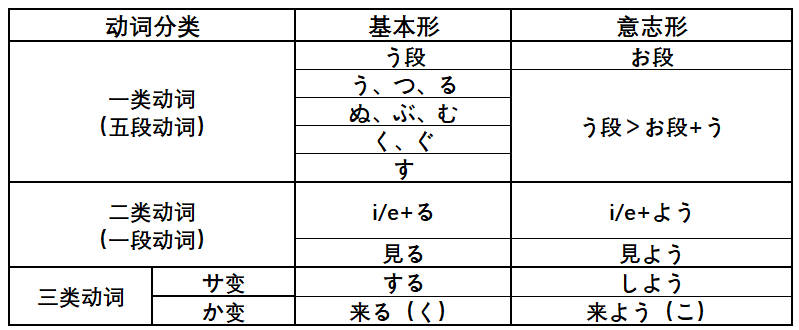 动词分类 基本形 意志形
一类动词
（五段动词）
う段 お段
う、つ、る
ぬ、ぶ、む
く、ぐ
す
う段＞お段+う
二类动词
（一段动词）
i/e+る i/e+よう
見る 見よう
三类动词
サ变 する しよう
か变 来る（く） 来よう（こ）